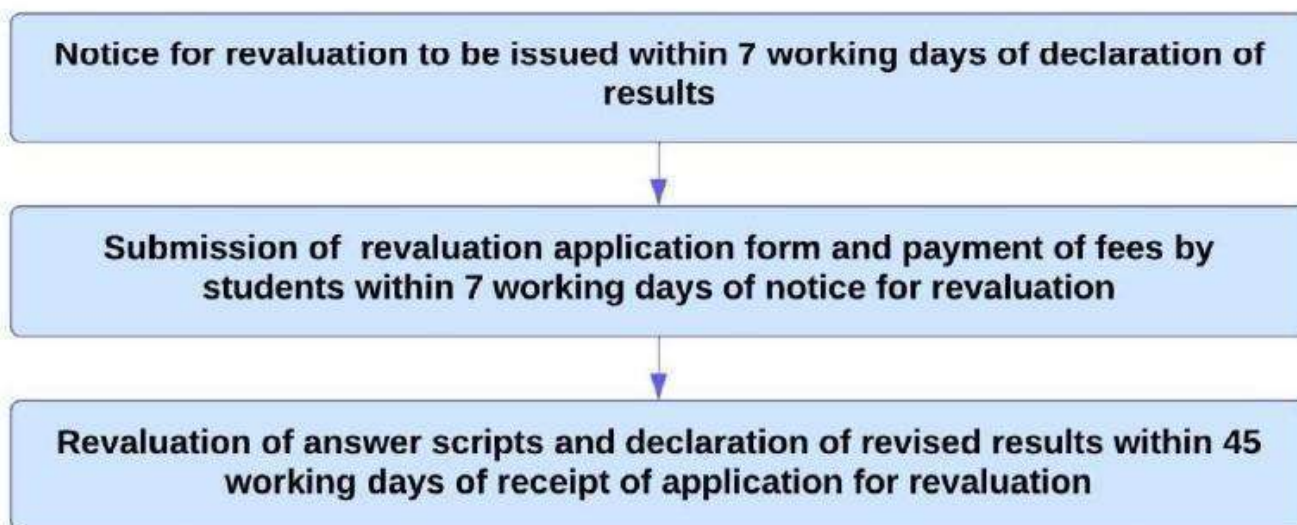 Notice for revaluation to be issued within 7 working days of declaration of
results
Submission of  revaluation application form and payment of fees by
students within 7 working days of notice for revaluation
Revaluation of answer scripts and declaration of revised results within 45
working days of receipt of application for revaluation